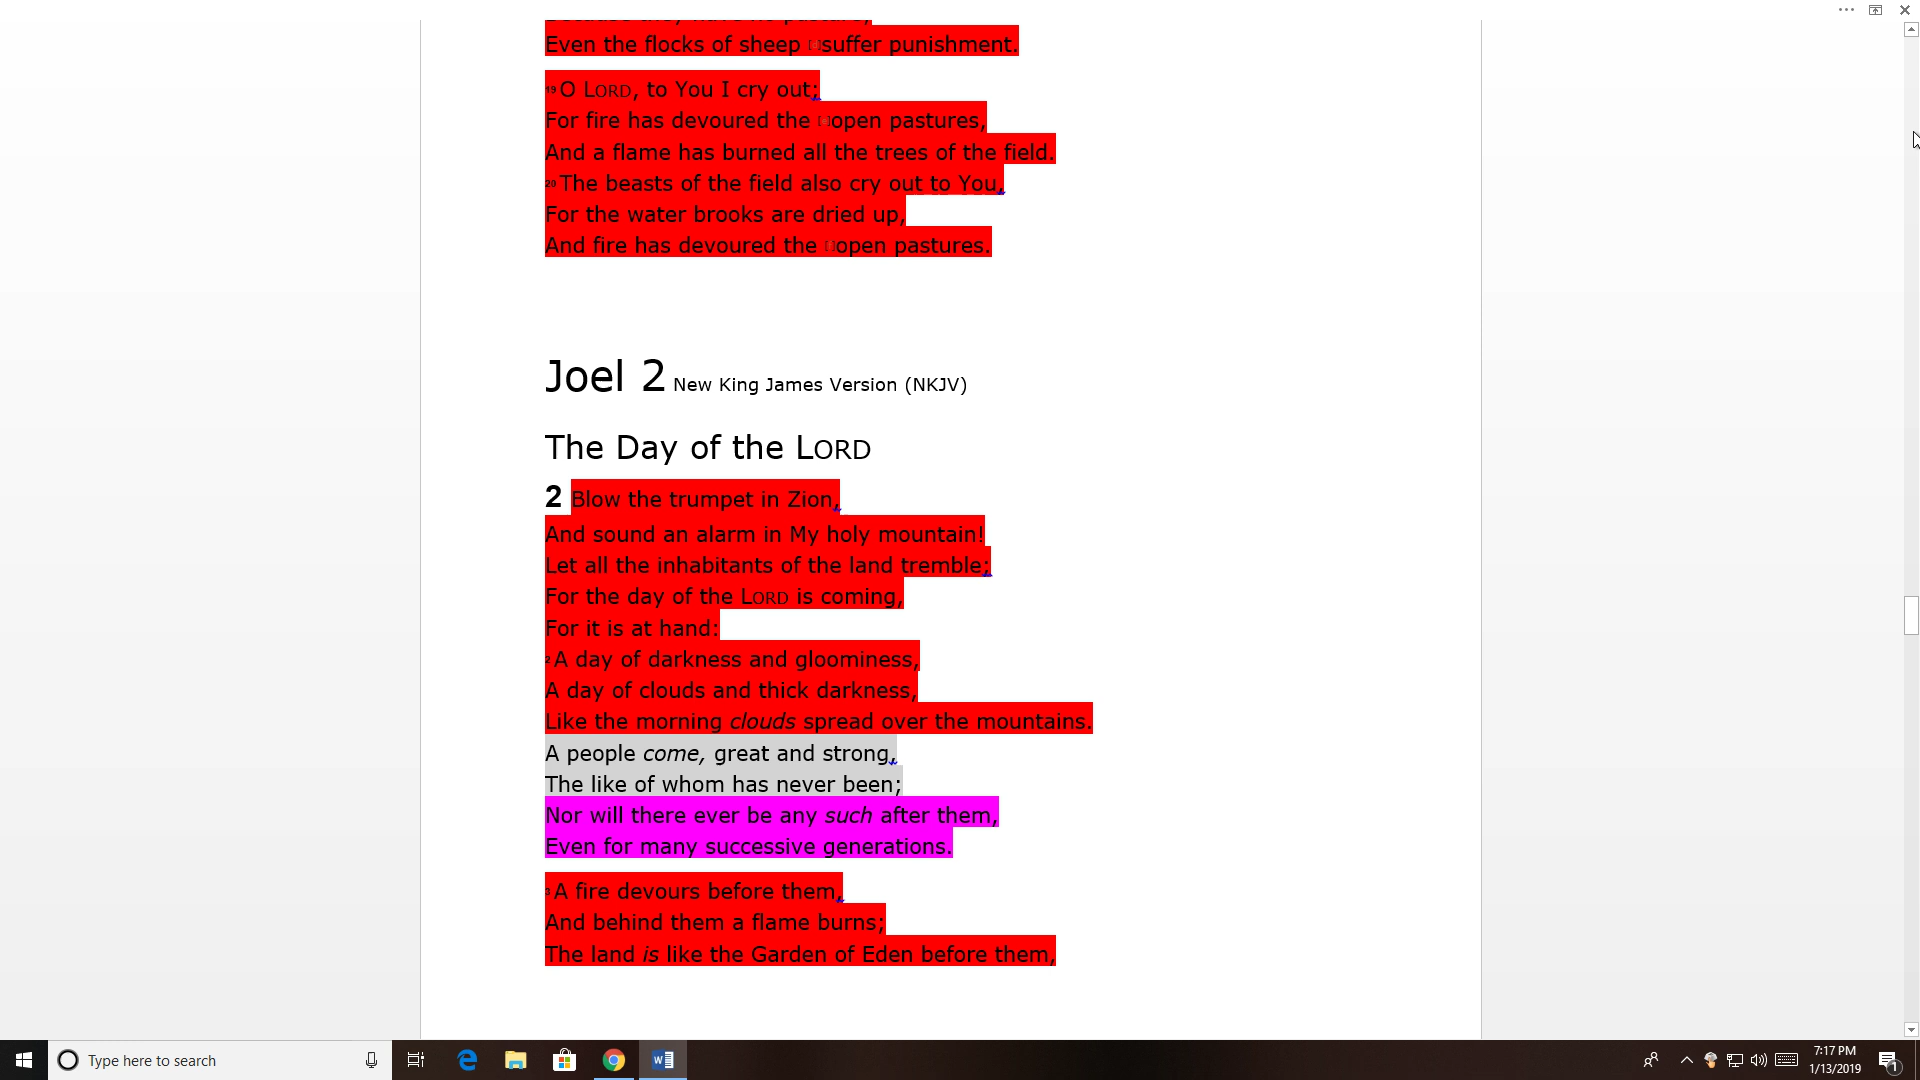 Because they have no pasture;
Even the flocks of sheep suffer punishment.
19 O LORD, to You I cry out;
For fire has devoured the open pastures,
And a flame has burned all the trees of the field.
20 The beasts of the field also cry out to You,
For the water brooks are dried up,
And fire has devoured the open pastures.
Joel 2 New King James Version (NKJV)
The Day of the LORD
2 Blow the trumpet in Zion,
And sound an alarm in My holy mountain!
Let all the inhabitants of the land tremble;
For the day of the LORD is coming,
For it is at hand:
2 A day of darkness and gloominess,
A day of clouds and thick darkness,
Like the morning clouds spread over the mountains.
A people come, great and strong,
The like of whom has never been;
Nor will there ever be any such after them,
Even for many successive generations.
3 A fire devours before them,
And behind them a flame burns;
The land is like the Garden of Eden before them,
Type here to search
7:17 PM
1/13/2019
1